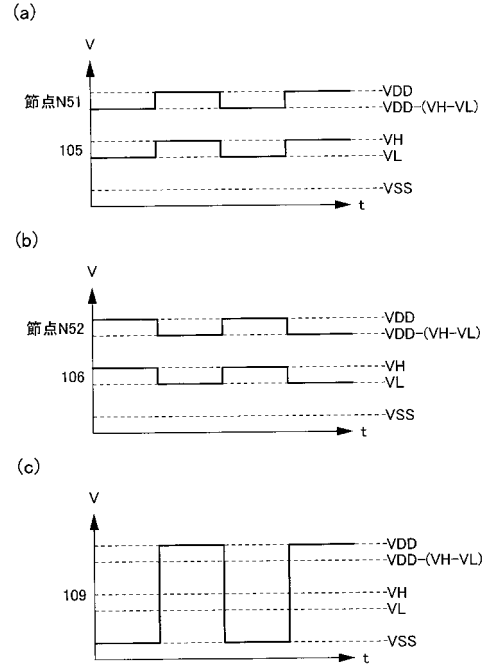 (a)
V
VDD
節点N51
VDD-(VH-VL)
VH
105
VL
VSS
t
(b)
V
VDD
節点N52
VDD-(VH-VL)
VH
106
VL
VSS
t
(c)
V
VDD
VDD-(VH-VL)
109
VH
VL
VSS
t